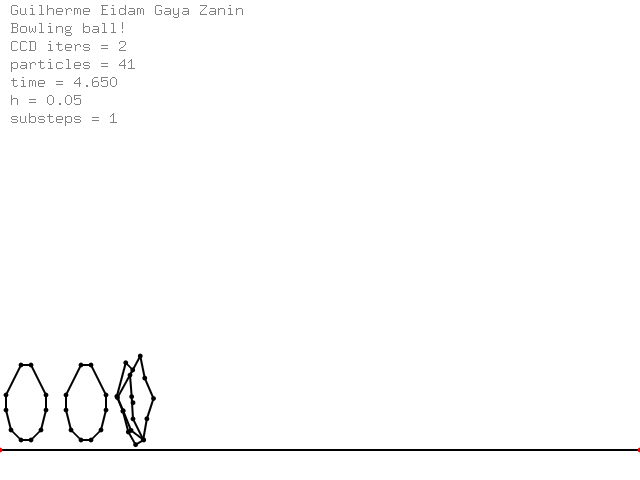 Guilherme Eidam Gaya Zanin
Bowling ball!
CCD iters = 2
particles = 41
time = 4.650
h = 0.05
substeps = 1